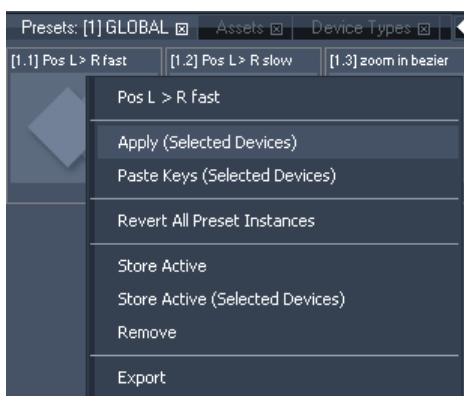 Presets: [1] GLOBAL Assets Device Types
[1.1] Pos L> R fast [1.2] Pos L> R slow [1.3] zoom in bezier
Pos L > R fast
Apply (Selected Devices)
Paste Keys (Selected Devices)
Revert All Preset Instances
Store Active
Store Active (Selected Devices)
Remove
Export